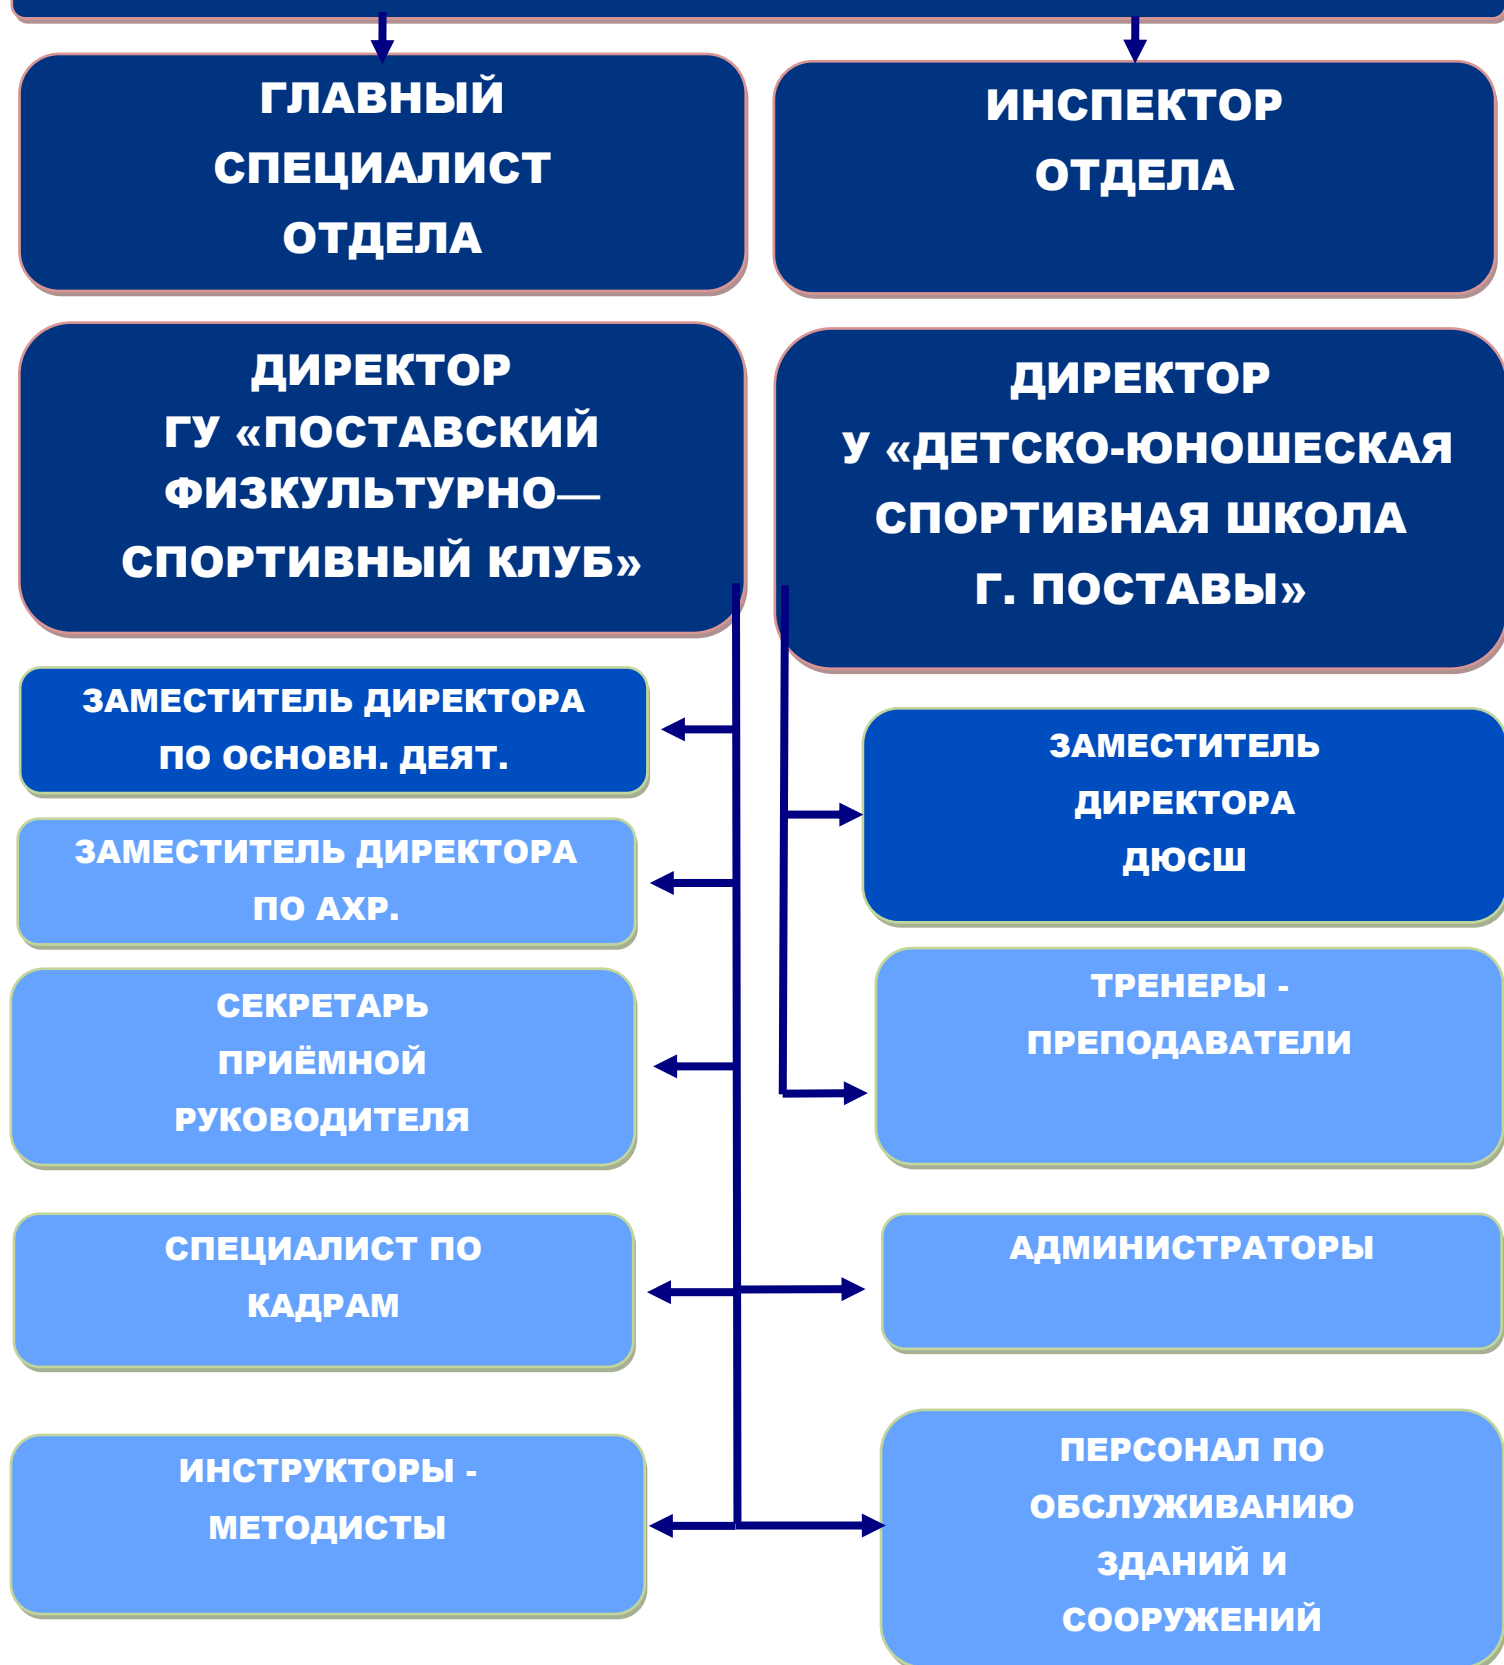 ГЛАВНЫЙ
СПЕЦИАЛИСТ
ОТДЕЛА
ИНСПЕКТОР
ОТДЕЛА
ДИРЕКТОР
ГУ «ПОСТАВСКИЙ
ФИЗКУЛЬТУРНО—
СПОРТИВНЫЙ КЛУБ»
ДИРЕКТОР
У «ДЕТСКО-ЮНОШЕСКАЯ
СПОРТИВНАЯ ШКОЛА
Г. ПОСТАВЫ»
ЗАМЕСТИТЕЛЬ ДИРЕКТОРА
ПО ОСНОВН. ДЕЯТ.
ЗАМЕСТИТЕЛЬ
ДИРЕКТОРА
ДЮСШ
ЗАМЕСТИТЕЛЬ ДИРЕКТОРА
ПО АХР.
ТРЕНЕРЫ -
ПРЕПОДАВАТЕЛИ
СЕКРЕТАРЬ
ПРИЁМНОЙ
РУКОВОДИТЕЛЯ
СПЕЦИАЛИСТ ПО
КАДРАМ
АДМИНИСТРАТОРЫ
ИНСТРУКТОРЫ -
МЕТОДИСТЫ
ПЕРСОНАЛ ПО
ОБСЛУЖИВАНИЮ
ЗДАНИЙ И
СООРУЖЕНИЙ